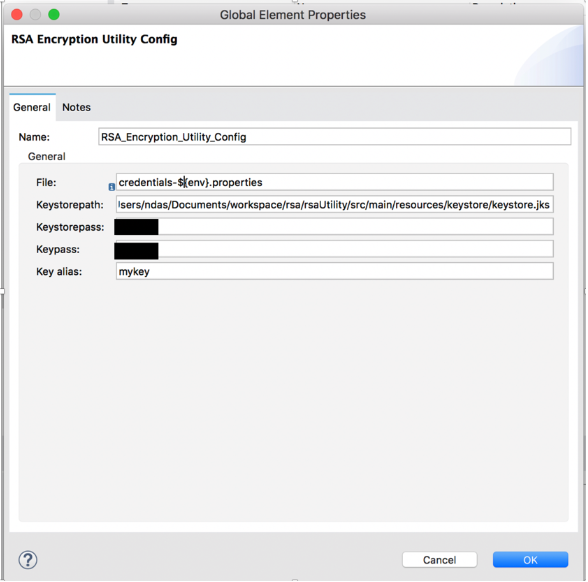 Global Element Properties
RSA Encryption Utility Config
General Notes
Name: RSA_Encryption_Utility_Config
General
File: credentials-${env}.properties
Keystorepath: sers/ndas/Documents/workspace/rsa/rsaUtility/src/main/resources/keystore/keystore.jks
Keystorepass:
Keypass:
Key alias: mykey
?
Cancel OK